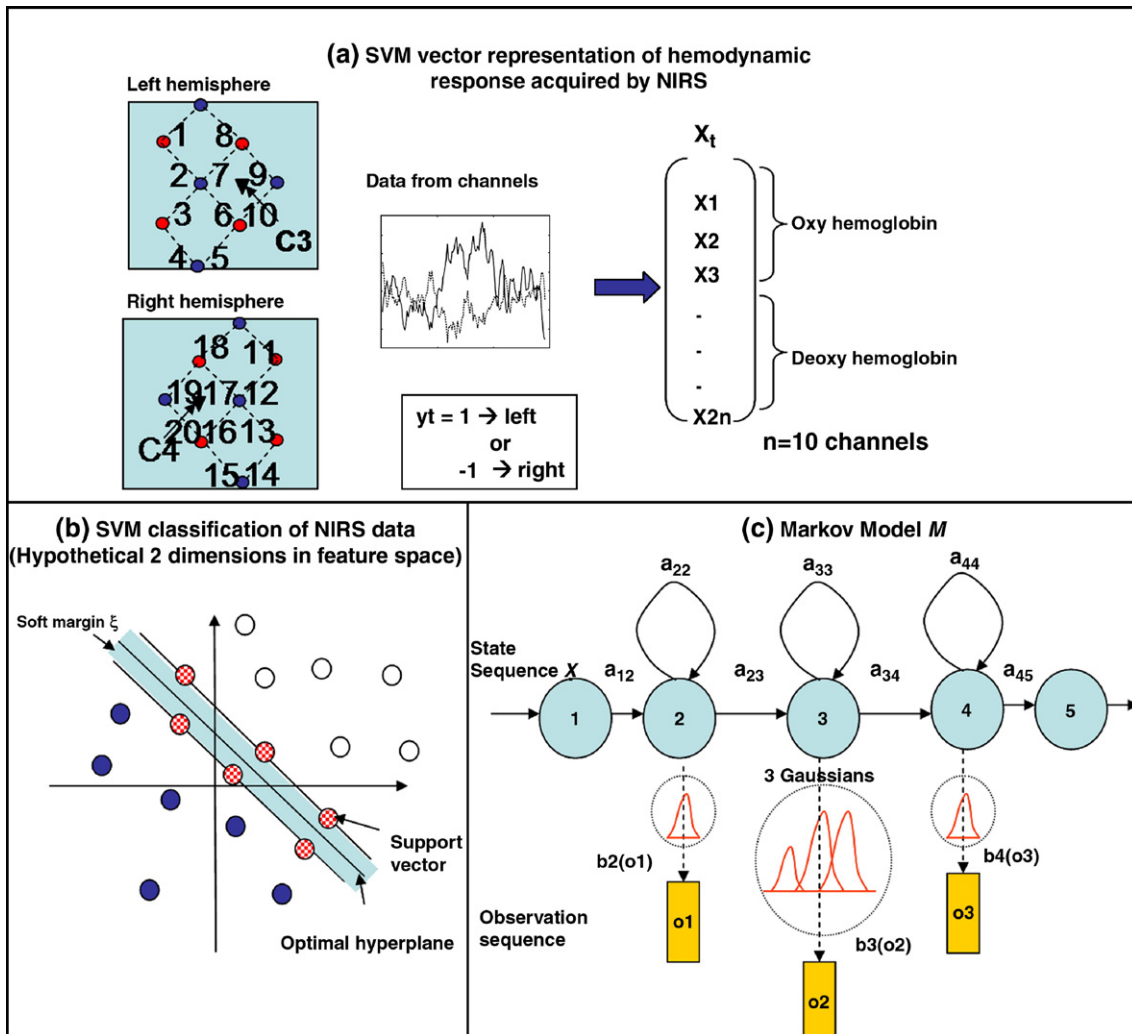 (a) SVM vector representation of hemodynamic
response acquired by NIRS
Left hemisphere
1 8
2 7 9
3 6 10
C3
4 5
Right hemisphere
18 11
19 17 12
20 16 13
C4
15 14
Data from channels
yt = 1 → left
or
-1 → right
Xt
X1
X2
X3
-
-
-
X2n
Oxy hemoglobin
Deoxy hemoglobin
n=10 channels
(b) SVM classification of NIRS data
(Hypothetical 2 dimensions in feature space)
Soft margin ξ
Support
vector
Optimal hyperplane
(c) Markov Model M
a22 a33 a44
State
Sequence X
a12 a23 a34 a45
1 2 3 4 5
3 Gaussians
b2(o1)
b4(o3)
b3(o2)
Observation
sequence
o1
o3
o2